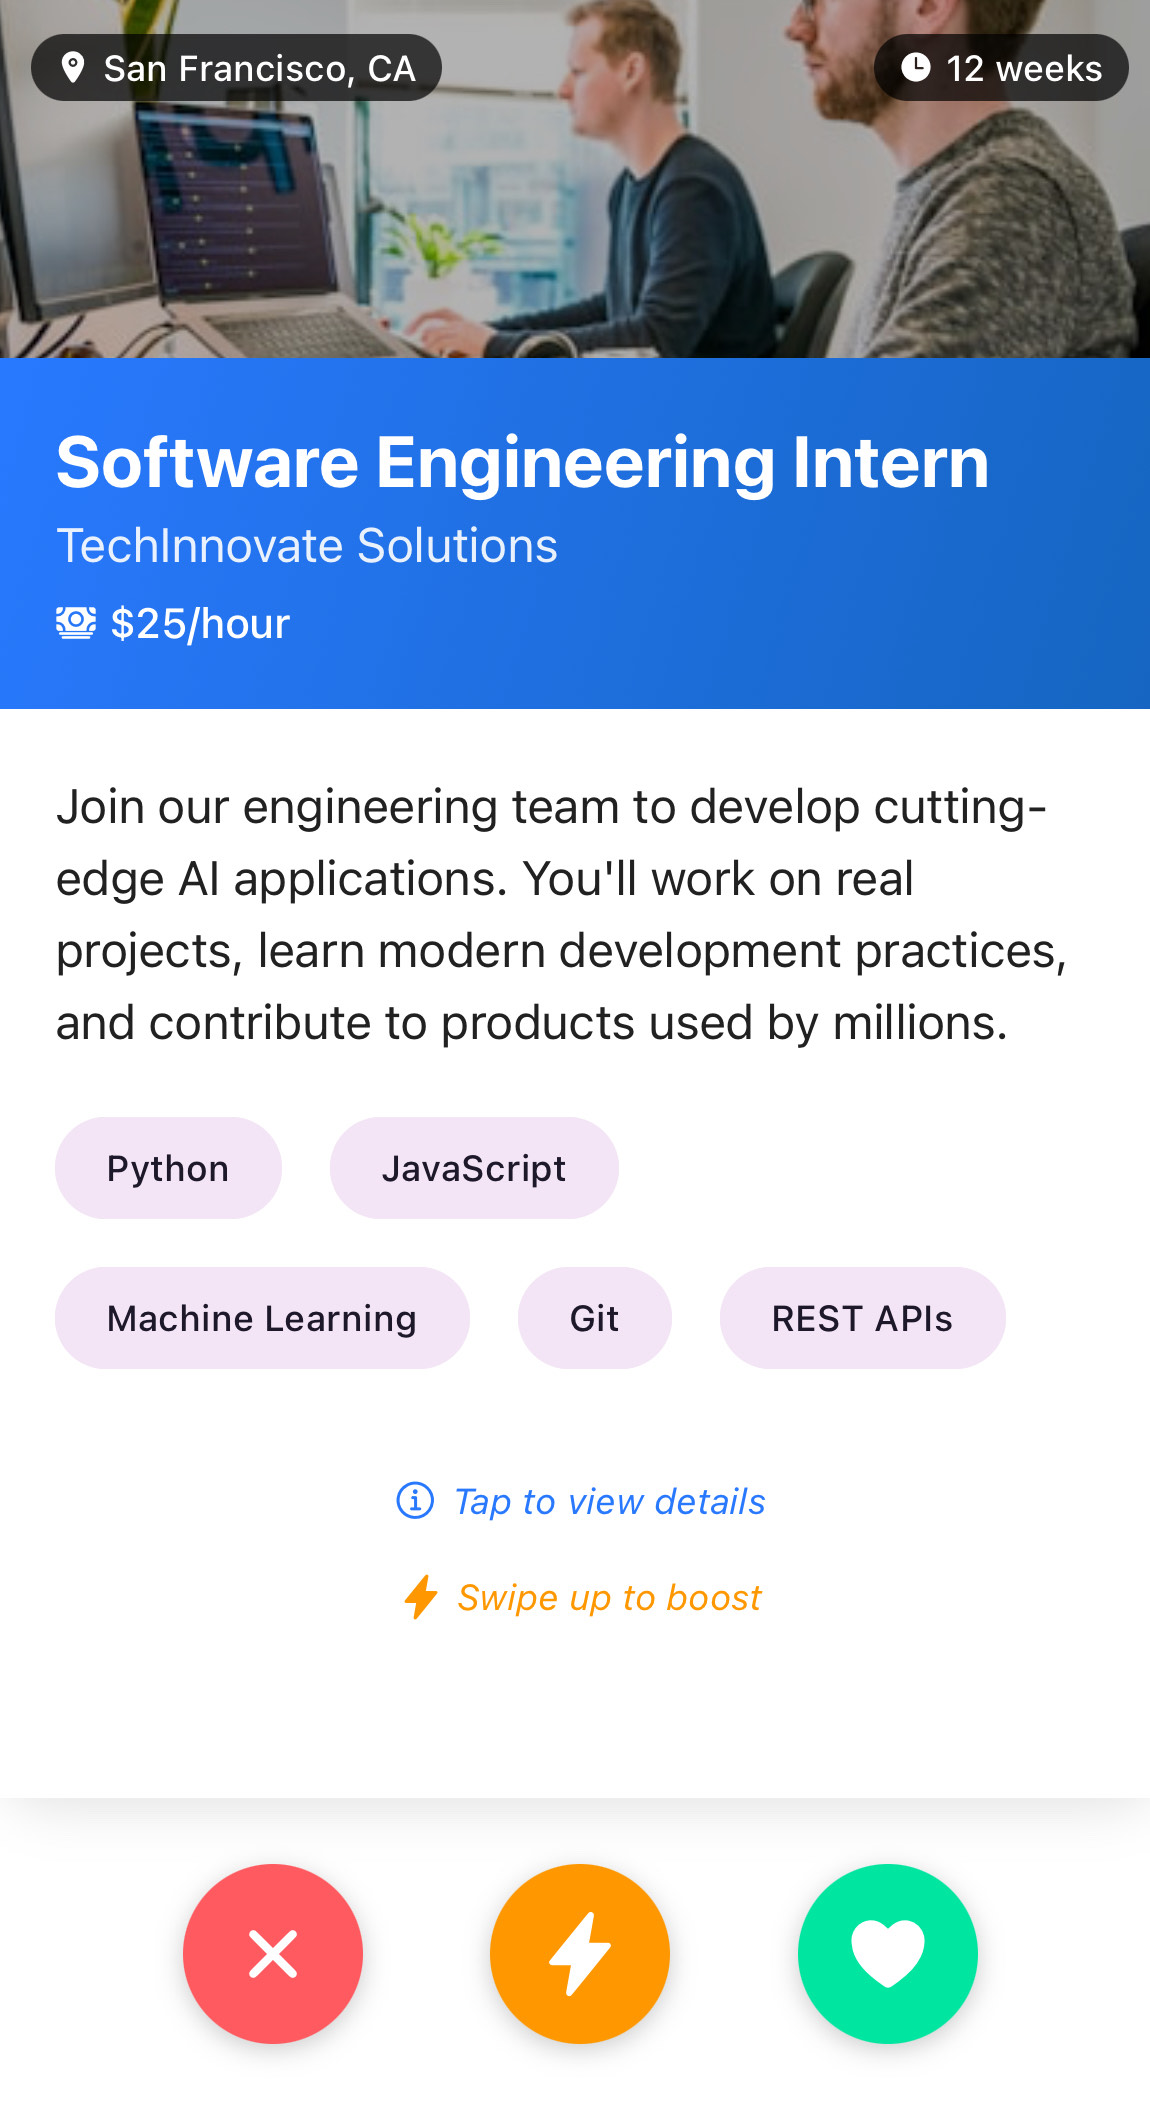 San Francisco, CA
12 weeks
Software Engineering Intern
TechInnovate Solutions
$25/hour
Join our engineering team to develop cutting-
edge AI applications. You'll work on real
projects, learn modern development practices,
and contribute to products used by millions.
Python
JavaScript
Machine Learning
Git
REST APIs
Tap to view details
Swipe up to boost